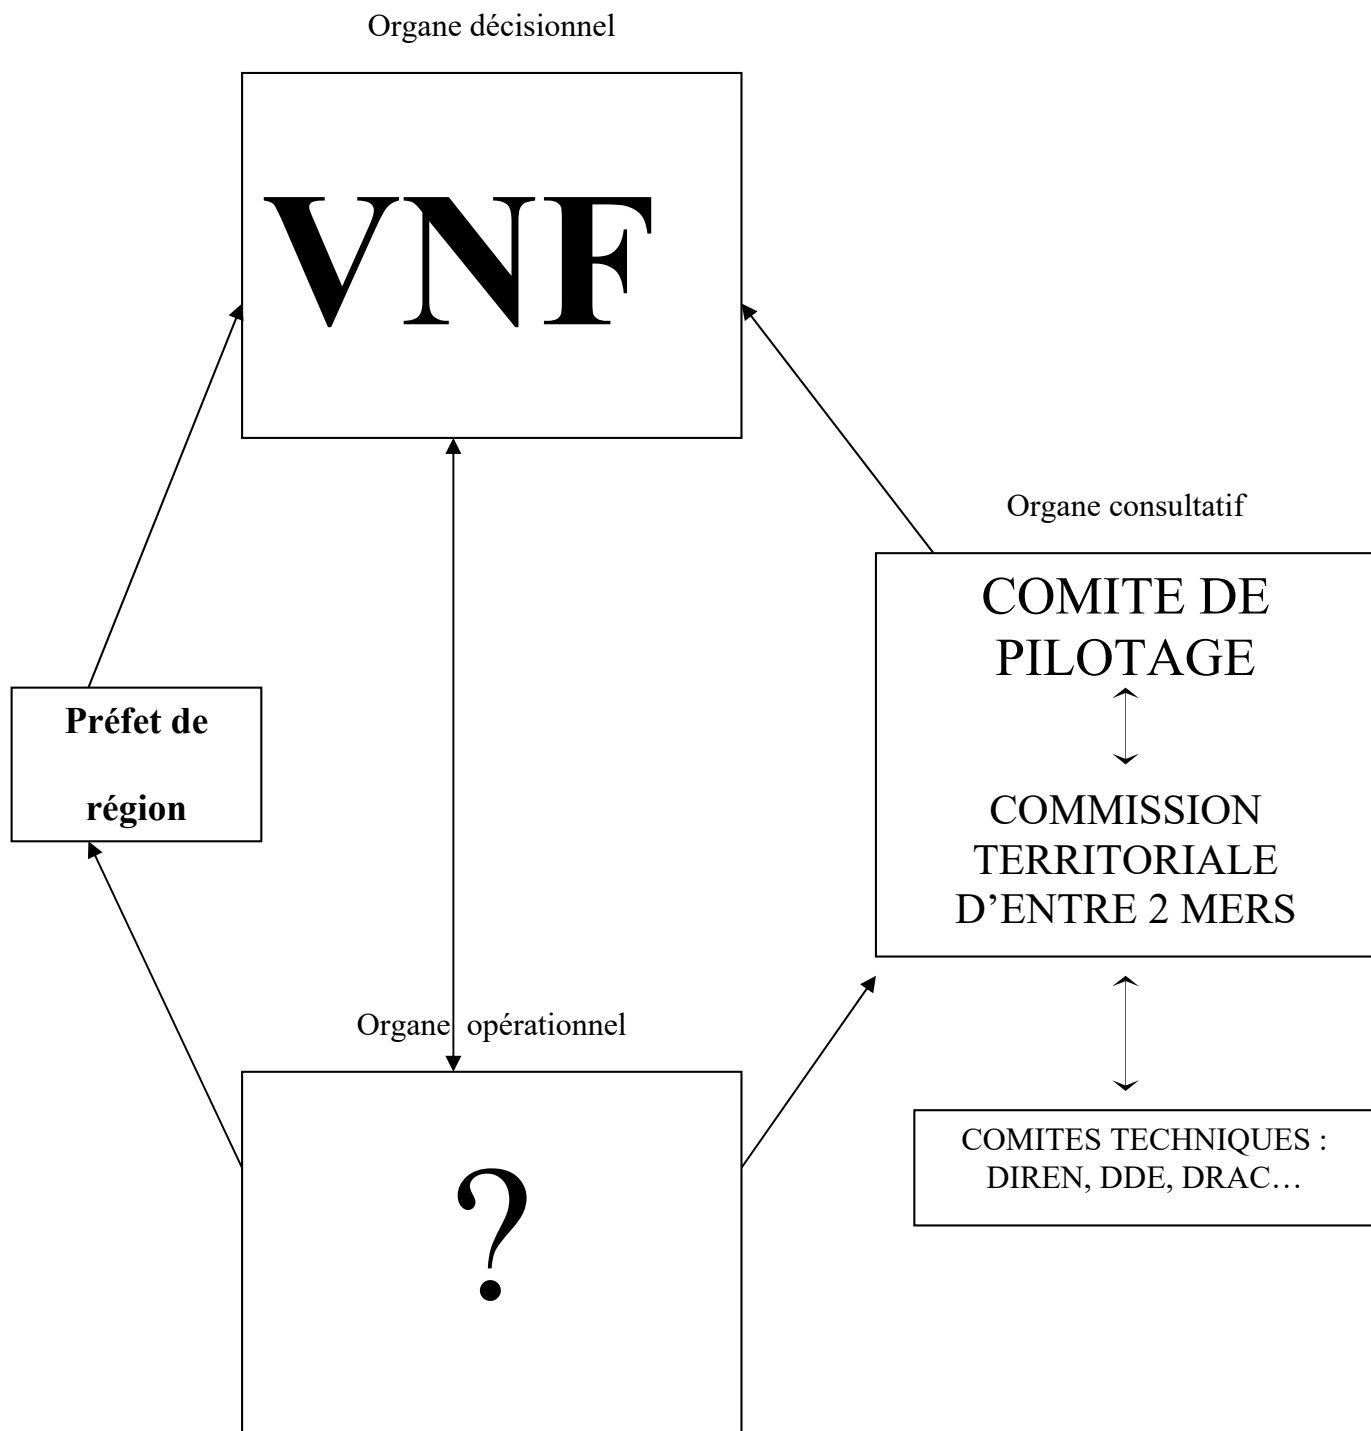 Organe décisionnel
VNF
Organe consultatif
COMITE DE
PILOTAGE
Préfet de
région
COMMISSION
TERRITORIALE
D’ENTRE 2 MERS
Organe opérationnel
?
COMITES TECHNIQUES :
DIREN, DDE, DRAC…